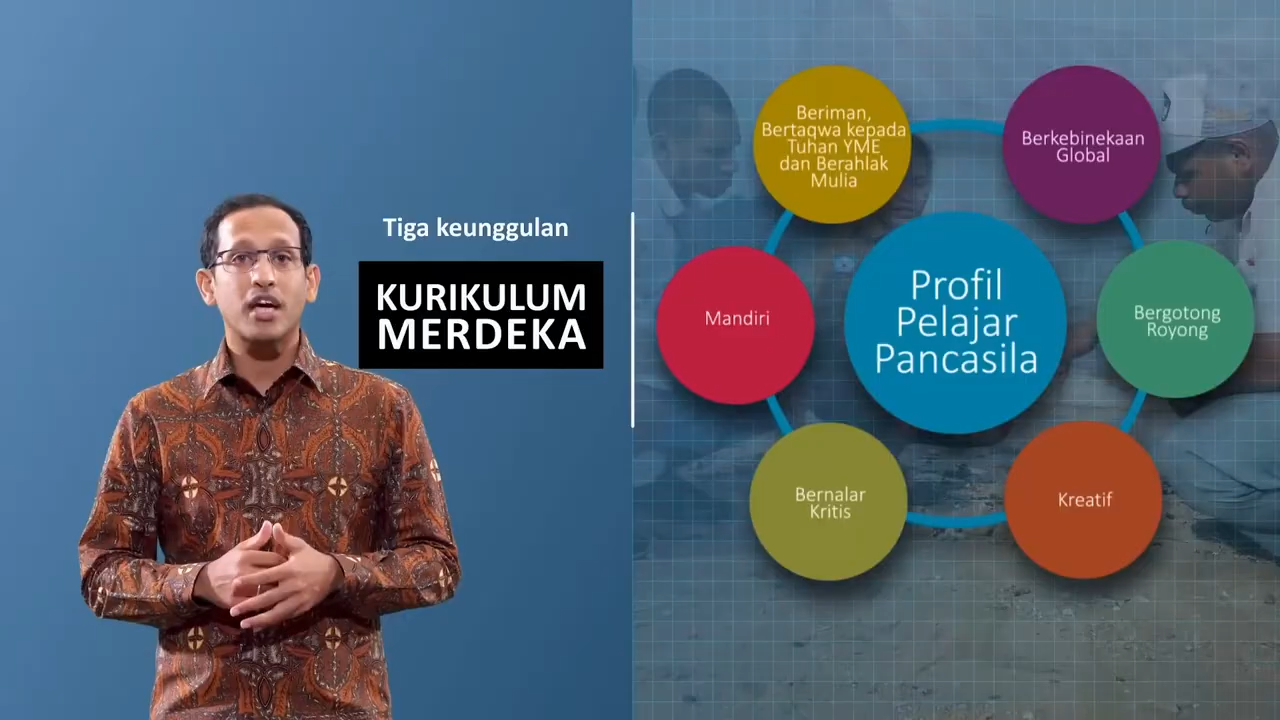 Tiga keunggulan
KURIKULUM
MERDEKA
Beriman,
Bertaqwa kepada
Tuhan YME
dan Berahlak
Mulia
Berkebinekaan
Global
Mandiri
Profil
Pelajar
Pancasila
Bergotong
Royong
Bernalar
Kritis
Kreatif